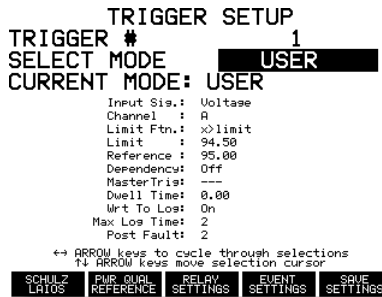 TRIGGER SETUP
TRIGGER # 1
SELECT MODE USER
CURRENT MODE: USER
Input Sig.: Voltage
Channel : A
Limit Ftn.: x>limit
Limit : 94.50
Reference : 95.00
Dependency: Off
MasterTrig: ---
Dwell Time: 0.00
Wrt To Log: On
Max Log Time: 2
Post Fault: 2
↔ ARROW keys to cycle through selections
↑↓ ARROW keys move selection cursor
SCHULZ LAIOS PWR QUAL REFERENCE RELAY SETTINGS EVENT SETTINGS SAVE SETTINGS